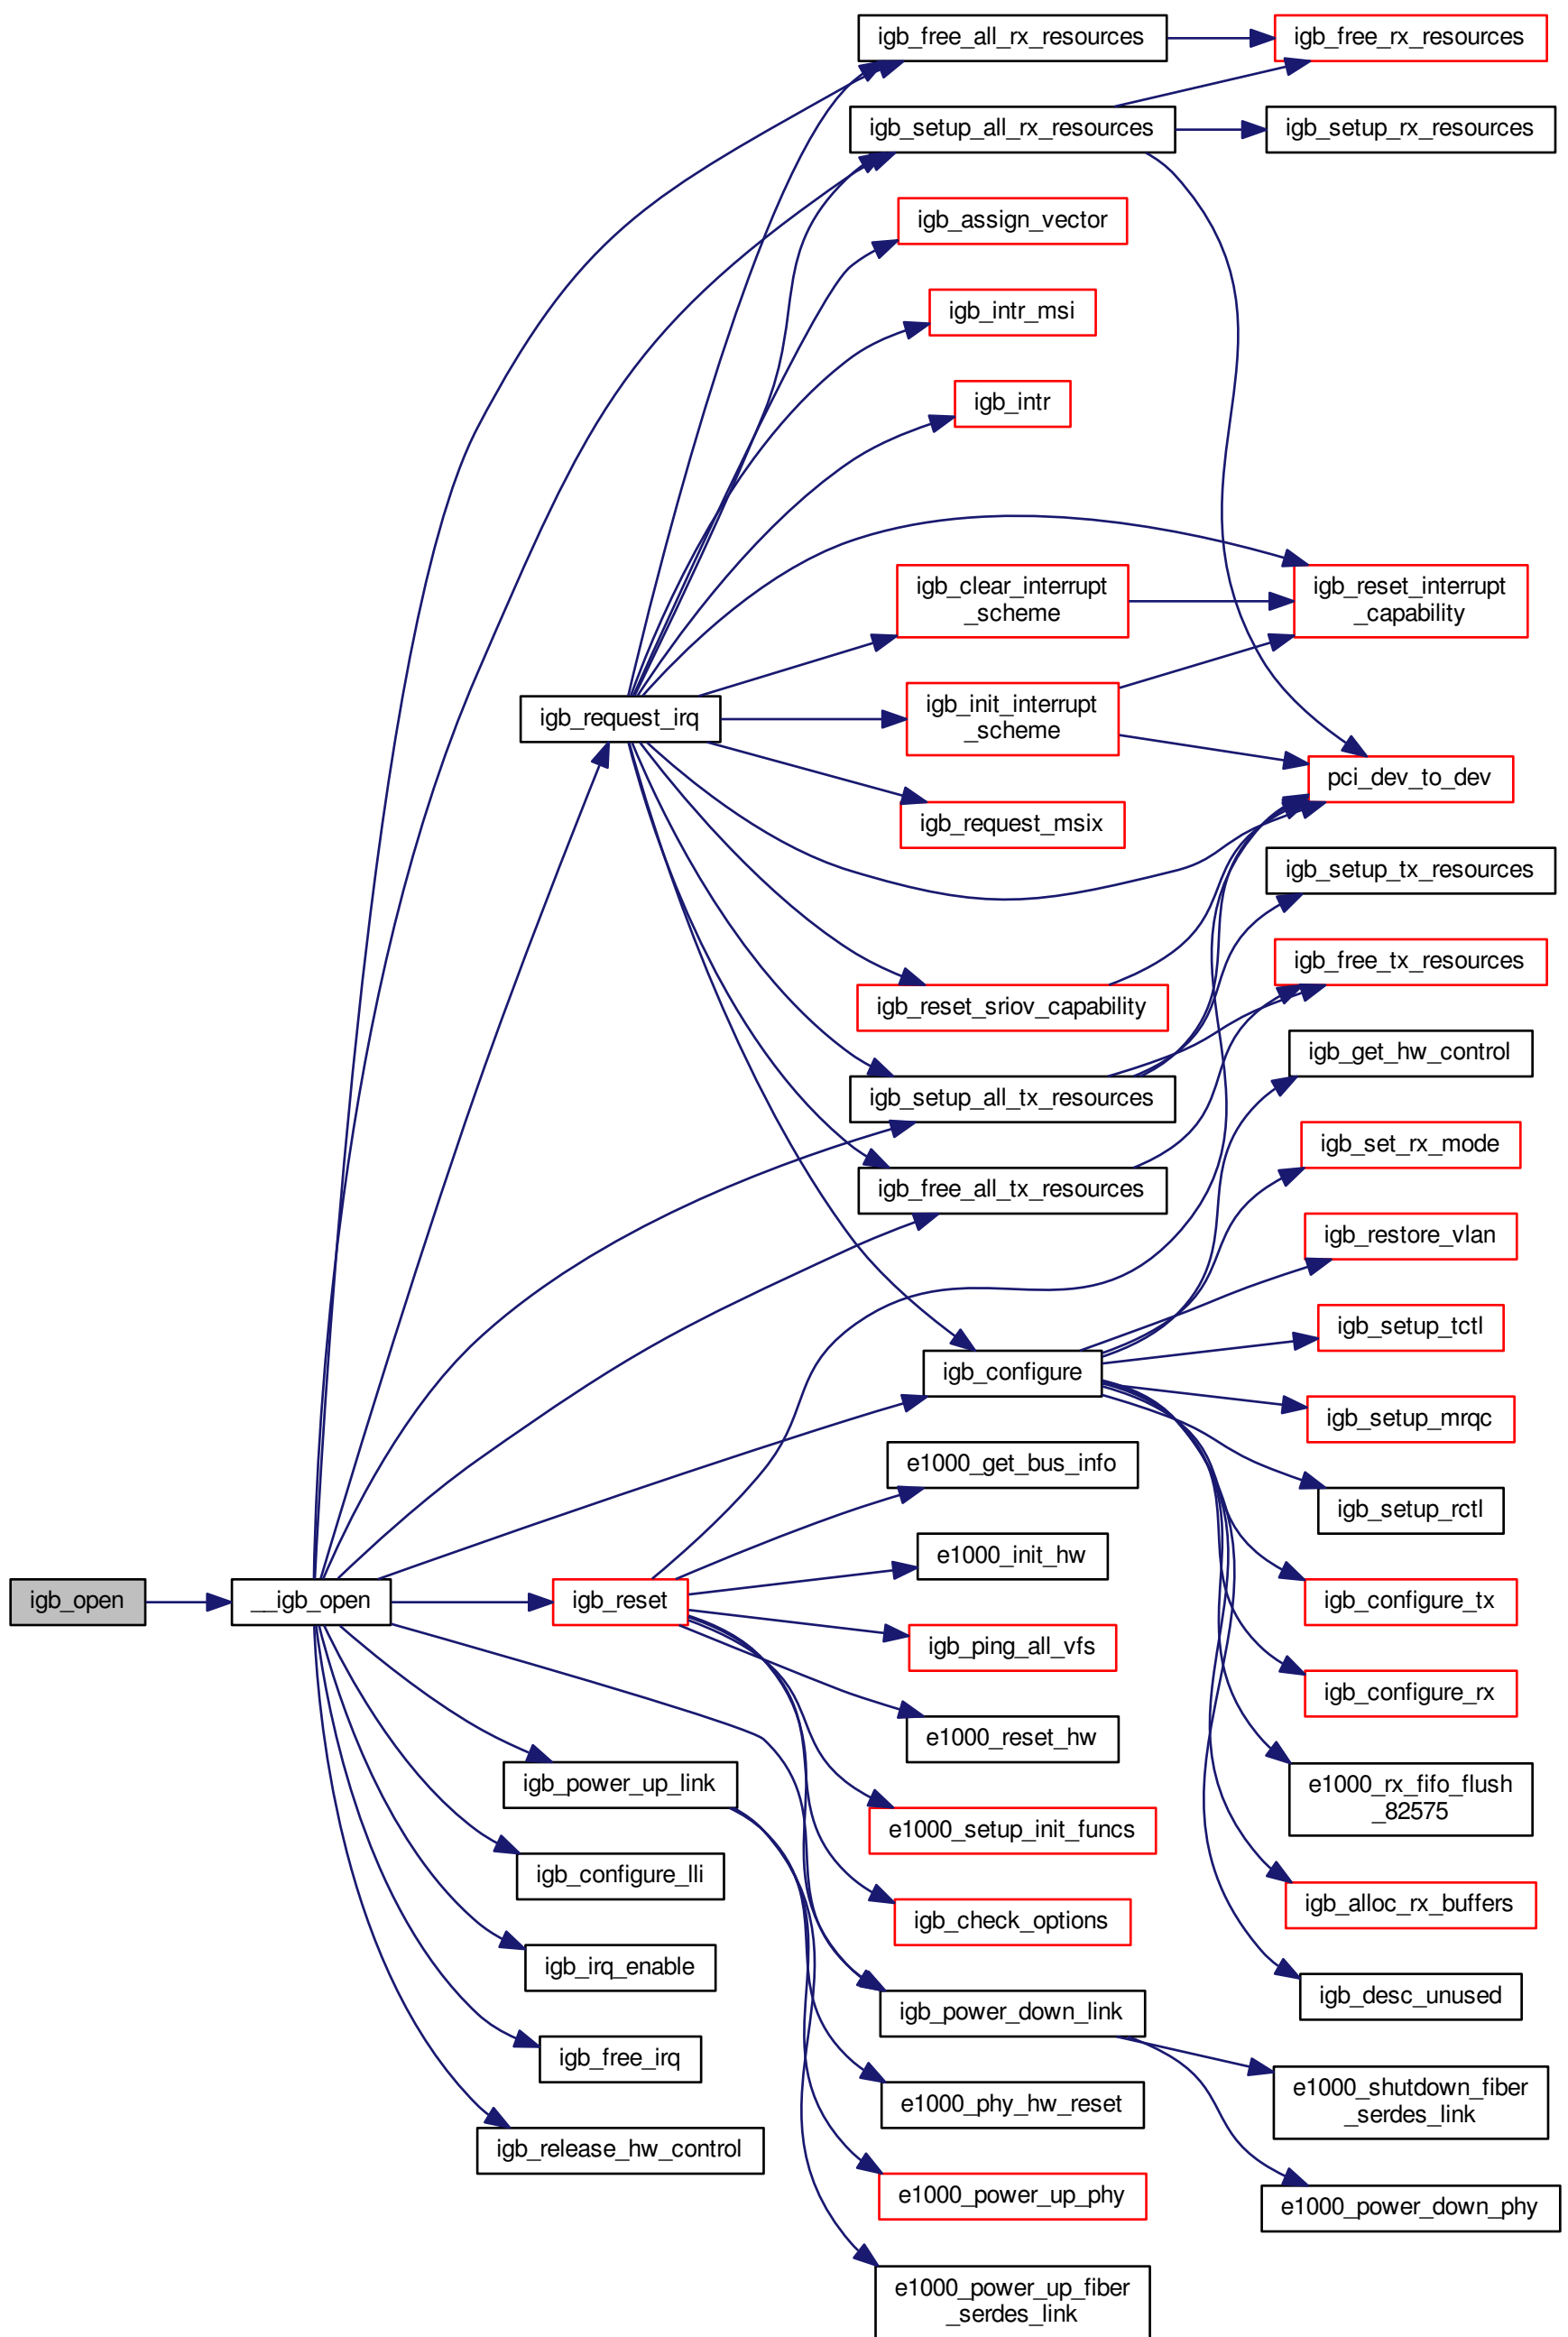 igb_open
__igb_open
igb_request_irq
igb_reset
igb_power_up_link
igb_configure_lli
igb_irq_enable
igb_free_irq
igb_release_hw_control
igb_free_all_rx_resources
igb_setup_all_rx_resources
igb_assign_vector
igb_intr_msi
igb_intr
igb_clear_interrupt
_scheme
igb_init_interrupt
_scheme
igb_request_msix
igb_reset_sriov_capability
igb_setup_all_tx_resources
igb_free_all_tx_resources
igb_configure
e1000_get_bus_info
e1000_init_hw
igb_ping_all_vfs
e1000_reset_hw
e1000_setup_init_funcs
igb_check_options
igb_power_down_link
e1000_phy_hw_reset
e1000_power_up_phy
e1000_power_up_fiber
_serdes_link
igb_free_rx_resources
igb_setup_rx_resources
igb_reset_interrupt
_capability
pci_dev_to_dev
igb_setup_tx_resources
igb_free_tx_resources
igb_get_hw_control
igb_set_rx_mode
igb_restore_vlan
igb_setup_tctl
igb_setup_mrqc
igb_setup_rctl
igb_configure_tx
igb_configure_rx
e1000_rx_fifo_flush
_82575
igb_alloc_rx_buffers
igb_desc_unused
e1000_shutdown_fiber
_serdes_link
e1000_power_down_phy